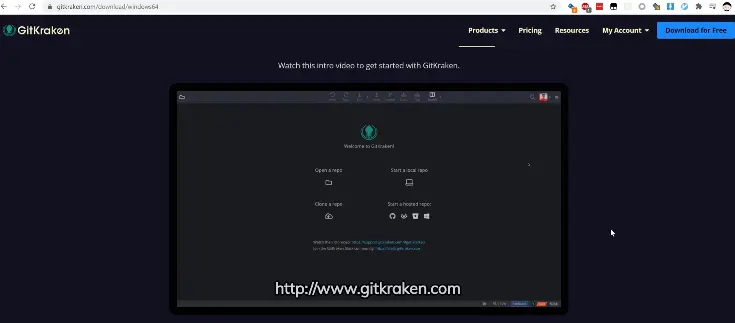 gitkraken.com/download/windows64
GitKraken
Products
Pricing
Resources
My Account
Download for Free
Watch this intro video to get started with GitKraken.
Welcome to GitKraken!
Open a repo
Start a local repo
Clone a repo
Start a hosted repo
http://www.gitkraken.com